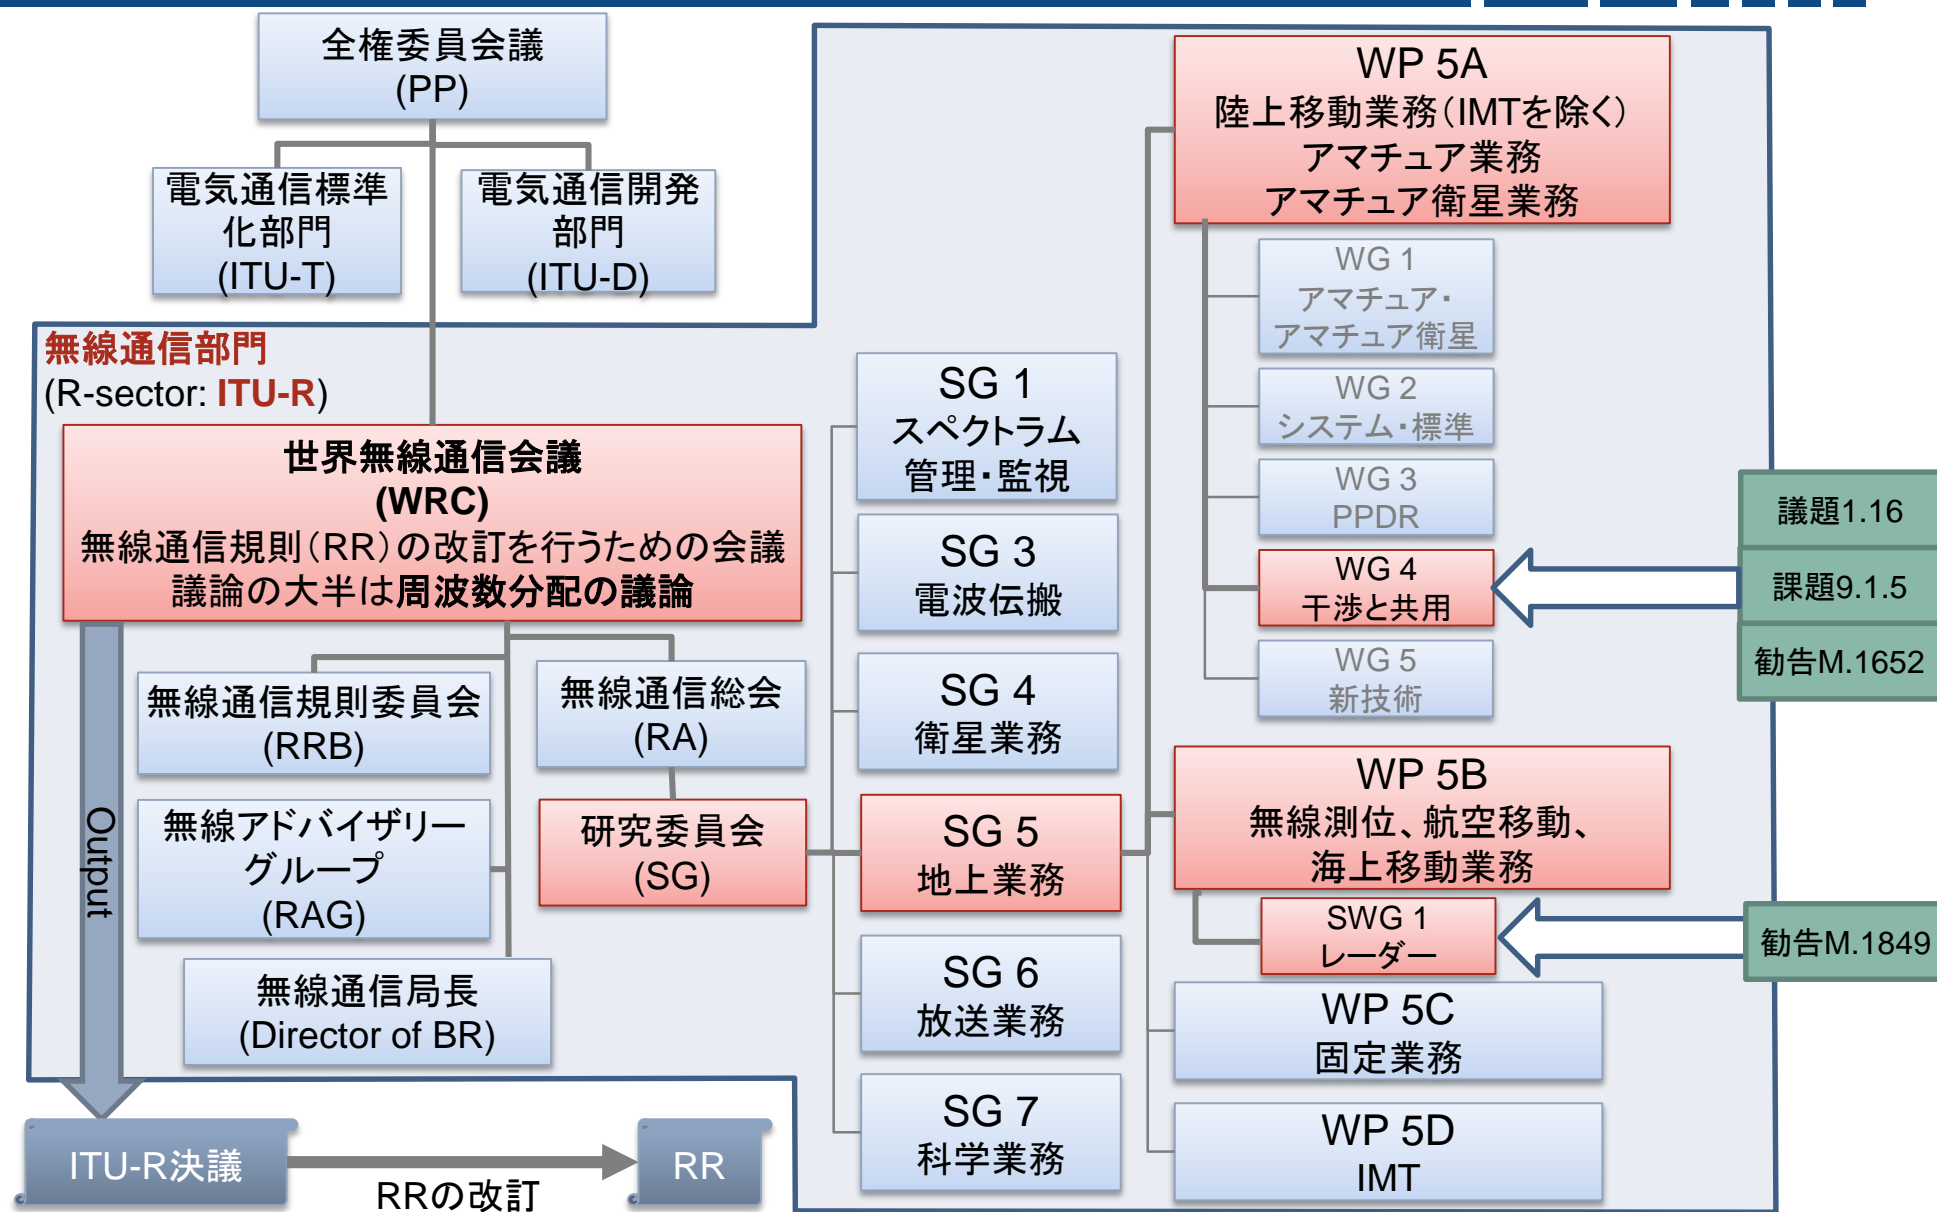 全権委員会議
(PP)
電気通信標準
化部門
(ITU-T)
電気通信開発
部門
(ITU-D)
無線通信部門
(R-sector: ITU-R)
世界無線通信会議
(WRC)
無線通信規則（RR）の改訂を行うための会議
議論の大半は周波数分配の議論
無線通信規則委員会
(RRB)
無線通信総会
(RA)
無線アドバイザリー
グループ
(RAG)
研究委員会
(SG)
無線通信局長
(Director of BR)
Output
ITU-R決議
RRの改訂
RR
SG 1
スペクトラム
管理・監視
SG 3
電波伝搬
SG 4
衛星業務
SG 5
地上業務
SG 6
放送業務
SG 7
科学業務
WP 5A
陸上移動業務（IMTを除く）
アマチュア業務
アマチュア衛星業務
WG 1
アマチュア・
アマチュア衛星
WG 2
システム・標準
WG 3
PPDR
WG 4
干渉と共用
WG 5
新技術
WP 5B
無線測位、航空移動、
海上移動業務
SWG 1
レーダー
WP 5C
固定業務
WP 5D
IMT
議題1.16
課題9.1.5
勧告M.1652
勧告M.1849